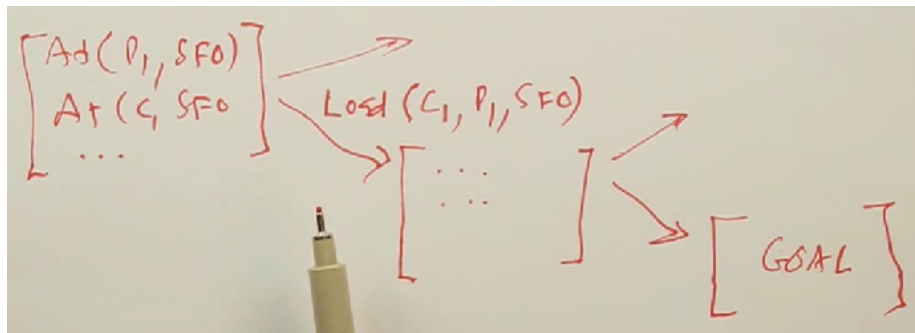 At(P1, SFO)
At(C1 SFO
...
Load(C1, P1, SFO)
...
...
GOAL